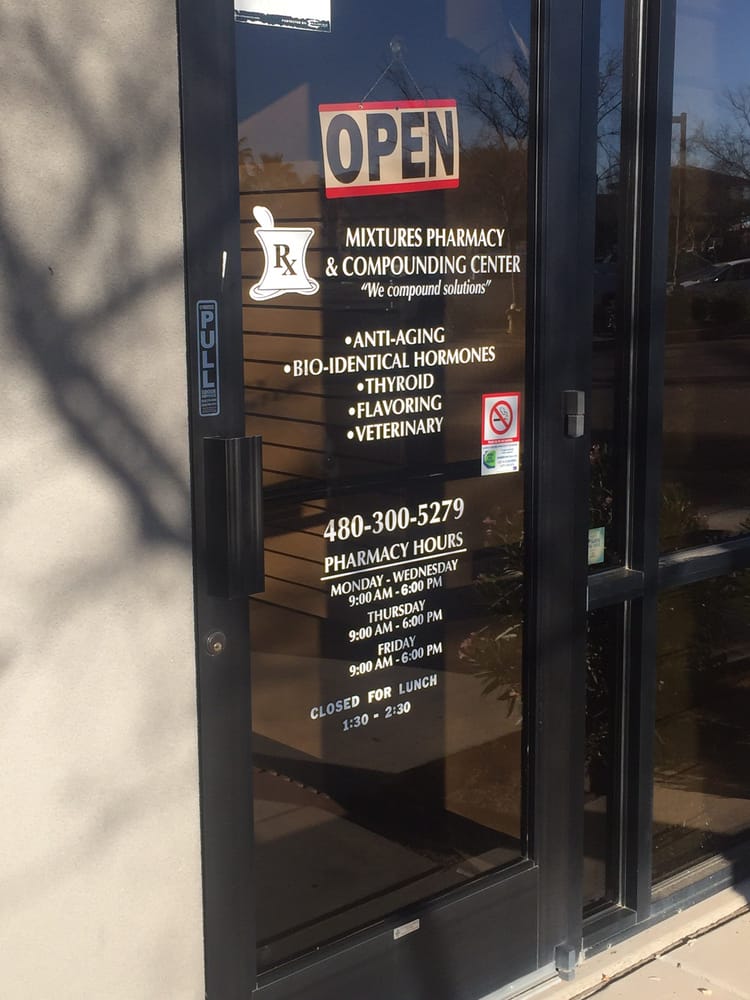 OPEN
Rx
MIXTURES PHARMACY
& COMPOUNDING CENTER
"We compound solutions"
•ANTI-AGING
•BIO-IDENTICAL HORMONES
•THYROID
•FLAVORING
•VETERINARY
PULL
480-300-5279
PHARMACY HOURS
MONDAY - WEDNESDAY
9:00 AM - 6:00 PM
THURSDAY
9:00 AM - 6:00 PM
FRIDAY
9:00 AM - 6:00 PM
CLOSED FOR LUNCH
1:30 - 2:30